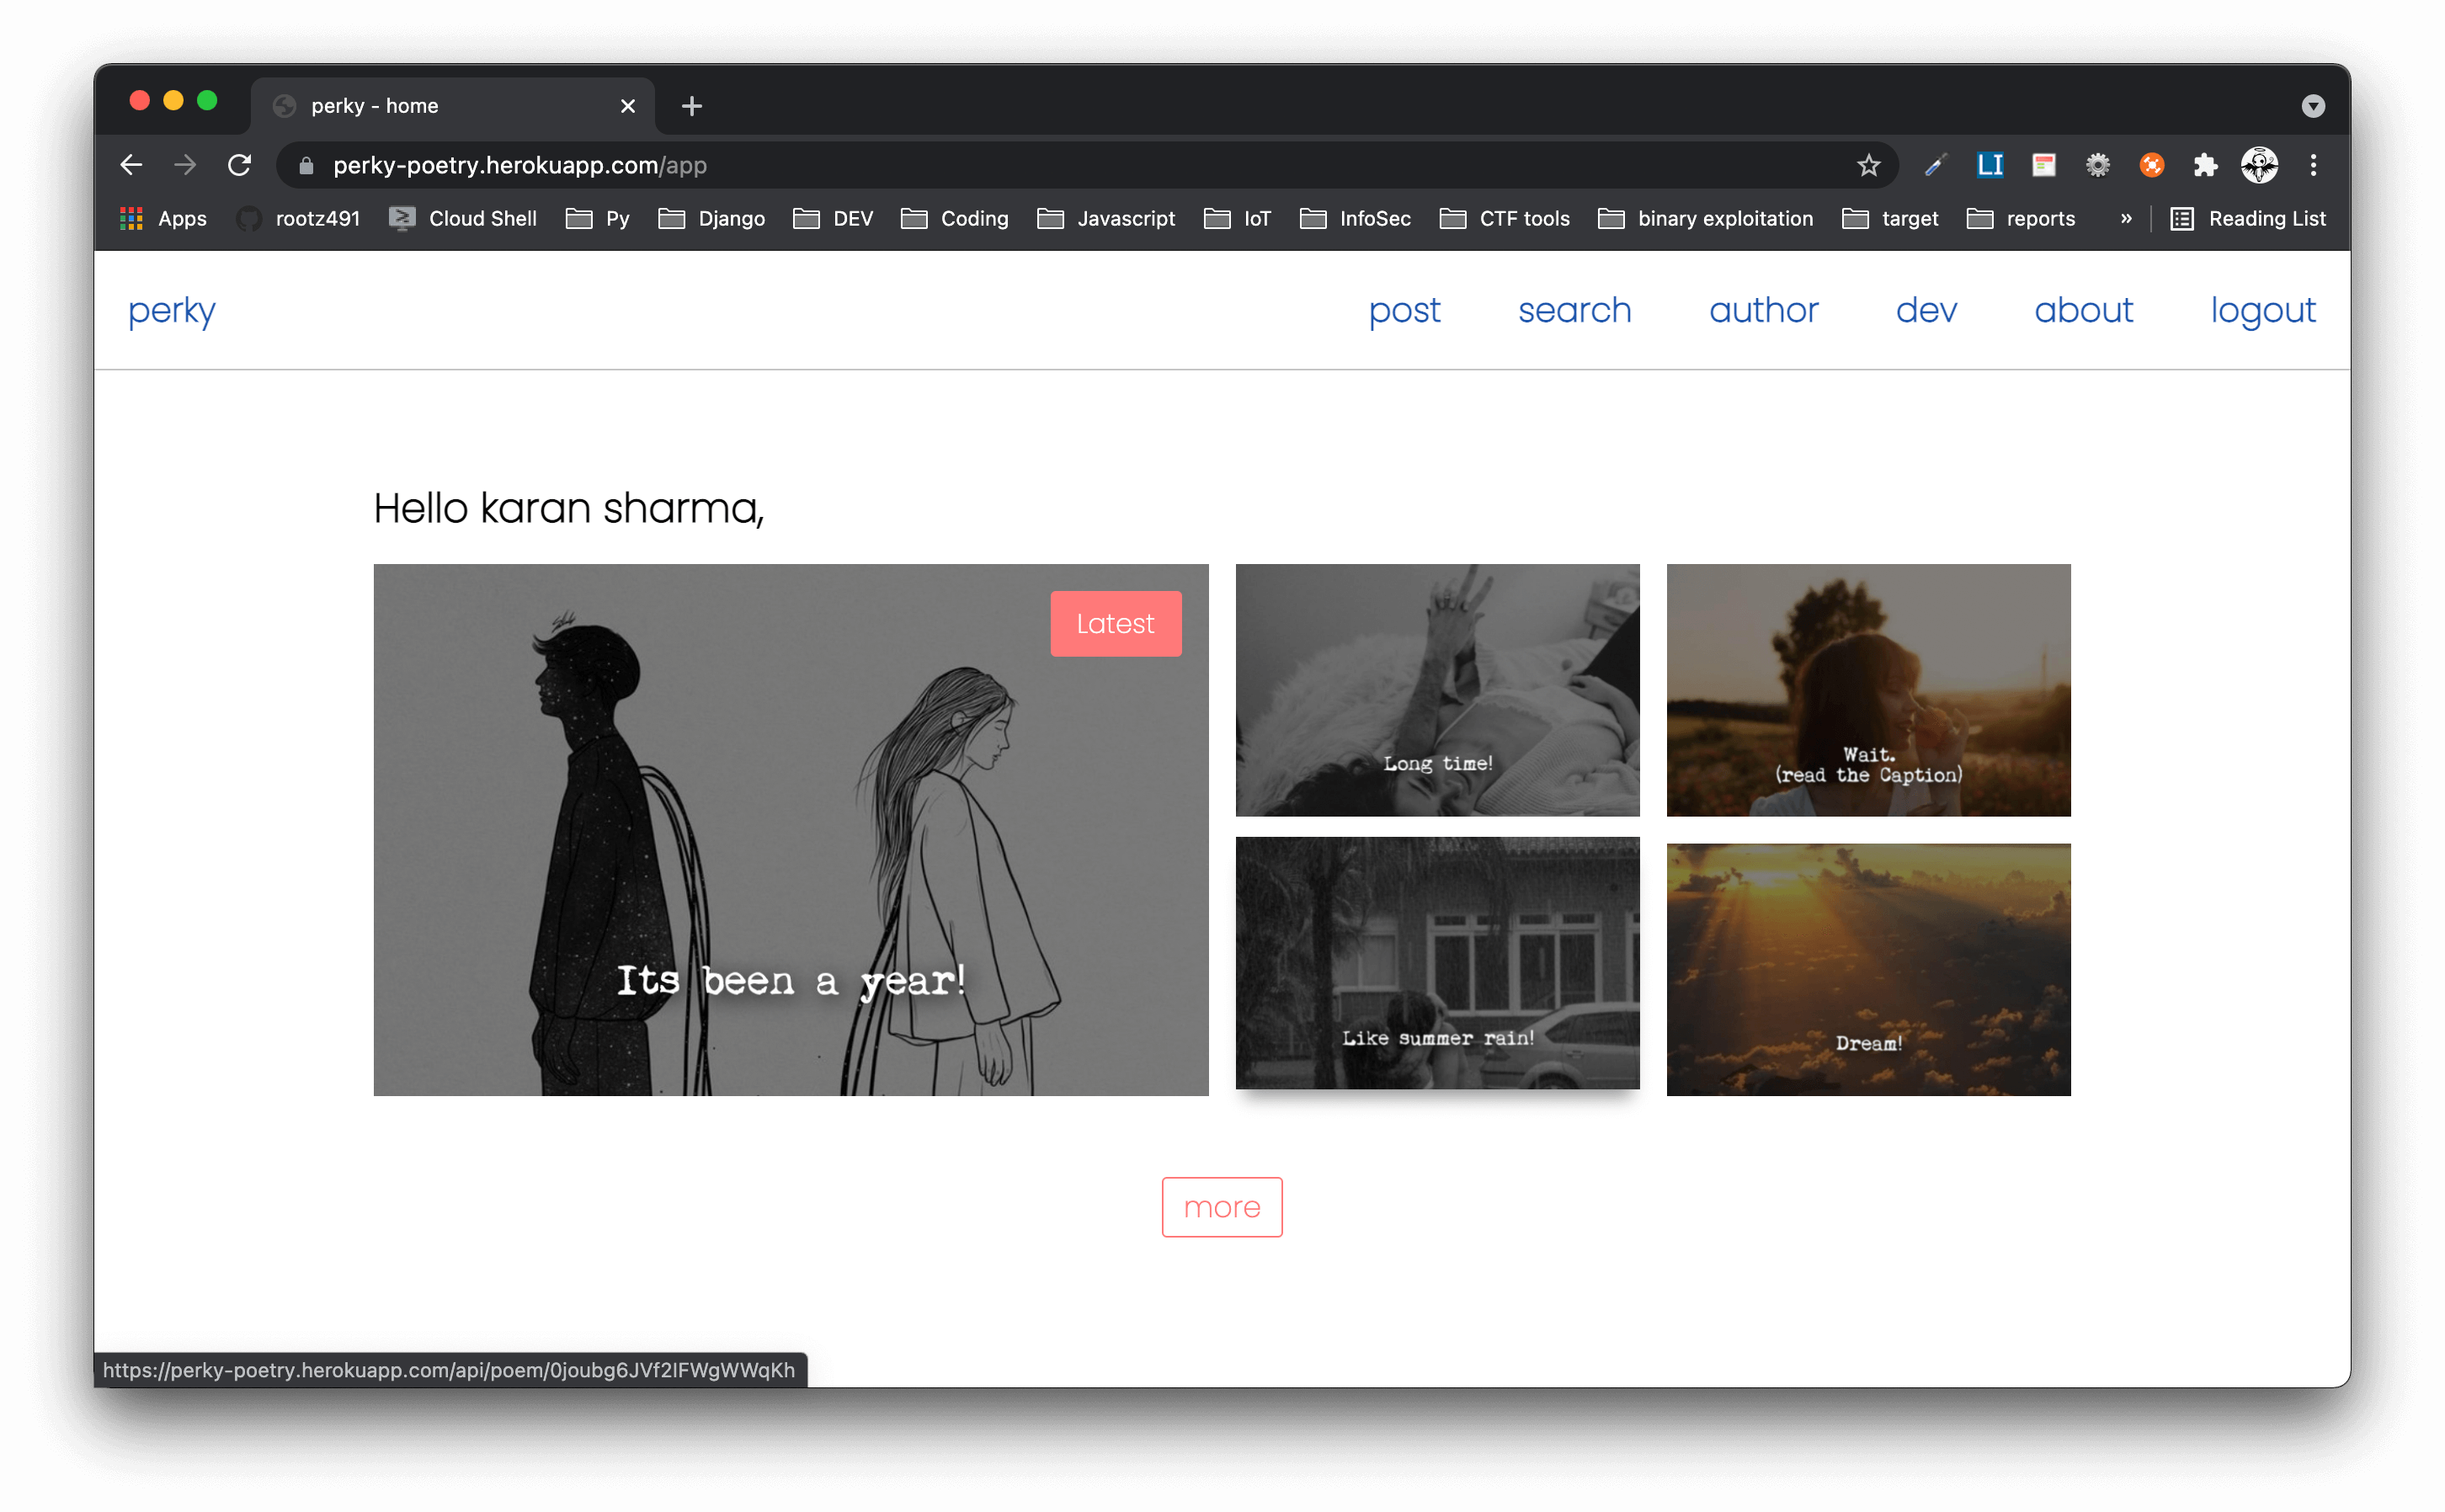 perky - home
perky-poetry.herokuapp.com/app
LI
Apps rootz491 Cloud Shell Py Django DEV Coding Javascript IoT InfoSec CTF tools binary exploitation target reports » Reading List
perky post search author dev about logout
Hello karan sharma,
Latest
Its been a year!
Long time!
Wait.
(read the Caption)
Like summer rain!
Dream!
more
https://perky-poetry.herokuapp.com/api/poem/0joubg6JVf2IFWgWWqKh